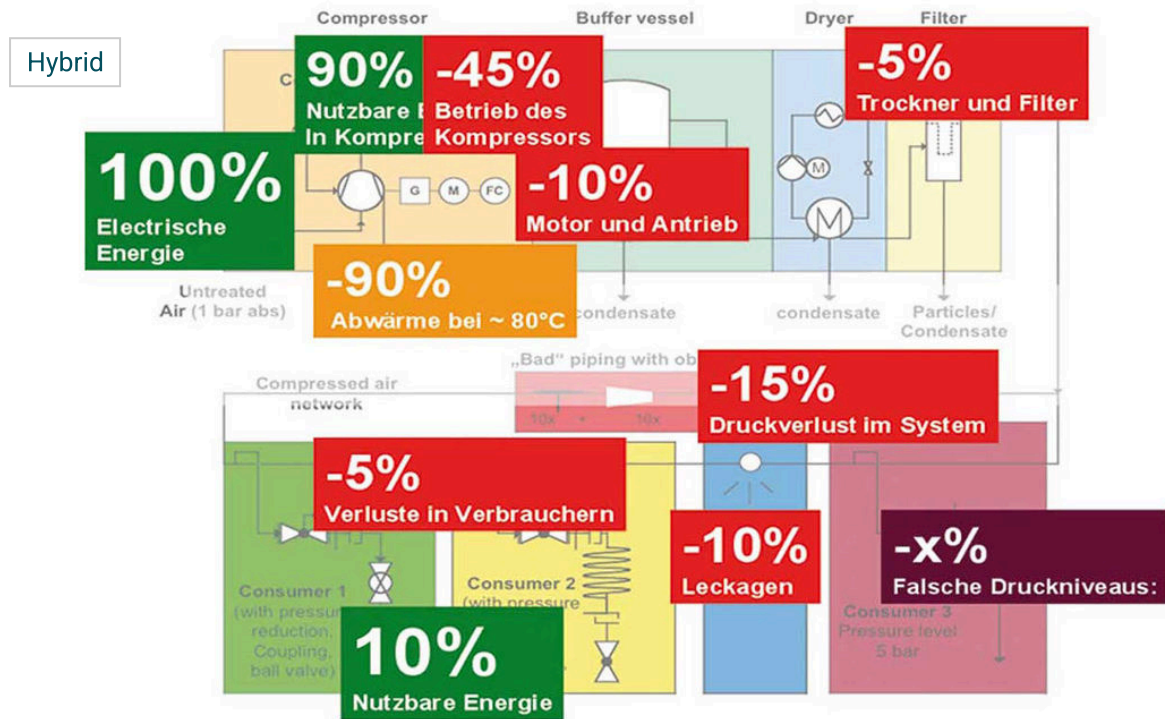 Compressor
Buffer vessel
Dryer
Filter
Hybrid
90%
Nutzbare
In Kompre
-45%
Betrieb des
Kompressors
-5%
Trockner und Filter
100%
Electrische
Energie
G
M
FC
M
M
-10%
Motor und Antrieb
-90%
Abwärme bei ~ 80°C
Untreated
Air (1 bar abs)
condensate
condensate
Particles/
Condensate
„Bad“ piping with ob
Compressed air
network
10x
16x
-15%
Druckverlust im System
-5%
Verluste in Verbrauchern
-10%
Leckagen
-x%
Falsche Druckniveaus:
Consumer 1
(with pressur
reduction,
Coupling,
ball valve)
Consumer 2
(with pressure
Consumer 3
Pressure level
5 bar
10%
Nutzbare Energie